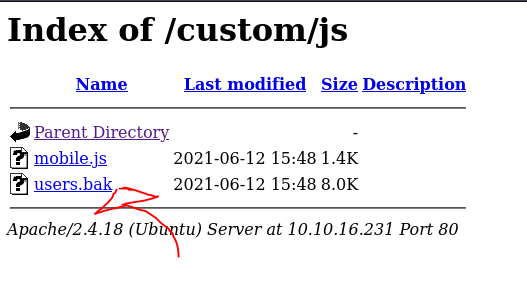 Index of /custom/js
Name Last modified Size Description
Parent Directory -
mobile.js 2021-06-12 15:48 1.4K
users.bak 2021-06-12 15:48 8.0K
Apache/2.4.18 (Ubuntu) Server at 10.10.16.231 Port 80